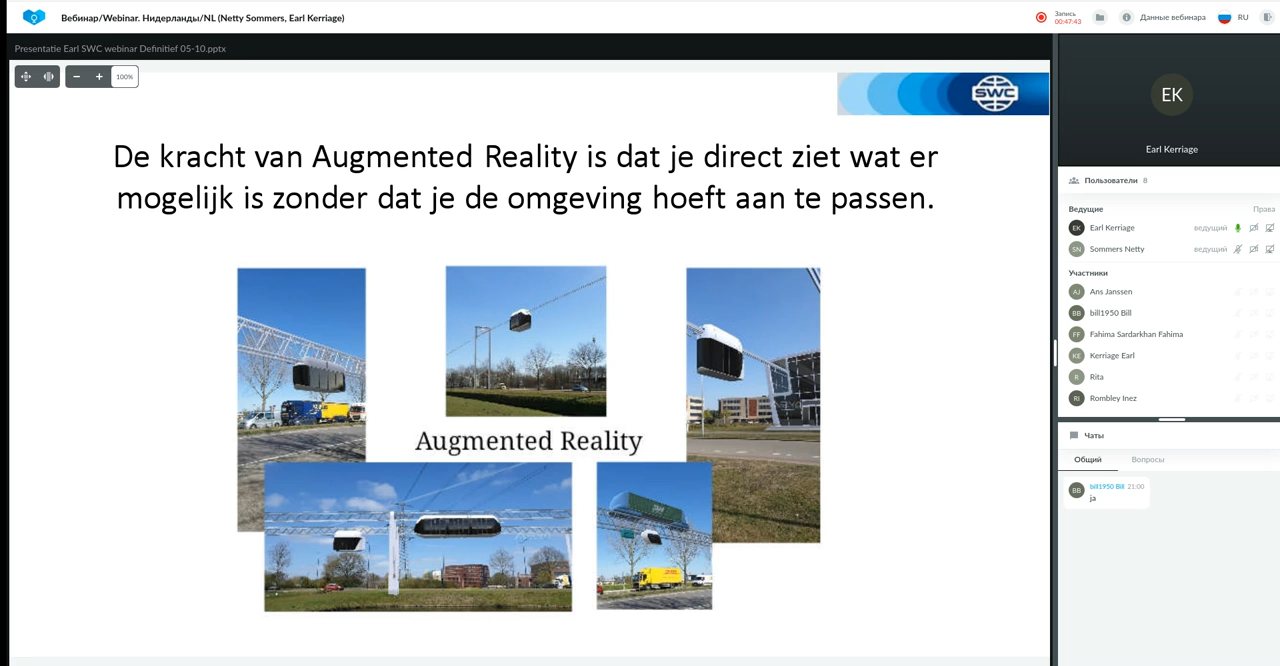 Вебинар/Webinar. Нидерланды/NL (Netty Sommers, Earl Kerriage)
Запись
00:47:43
Данные вебинара
RU
Presentatie Earl SWC webinar Definitief 05-10.pptx
100%
SWC
De kracht van Augmented Reality is dat je direct ziet wat er
mogelijk is zonder dat je de omgeving hoeft aan te passen.
Augmented Reality
EK
Earl Kerriage
Пользователи 8
Ведущие Права
EK Earl Kerriage ведущий
SN Sommers Netty ведущий
Участники
AJ Ans Janssen
BB bill1950 Bill
FF Fahima Sardarkhan Fahima
KE Kerriage Earl
R Rita
RI Rombley Inez
Чаты
Общий Вопросы
BB bill1950 Bill 21:00
ja